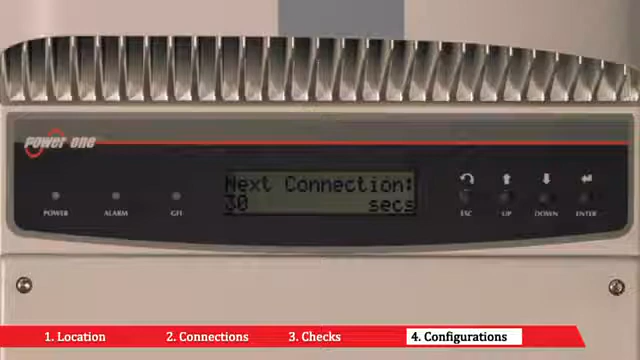 POWER ONE
Next Connection:
30 secs
POWER ALARM GFI
ESC UP DOWN ENTER
1. Location 2. Connections 3. Checks 4. Configurations